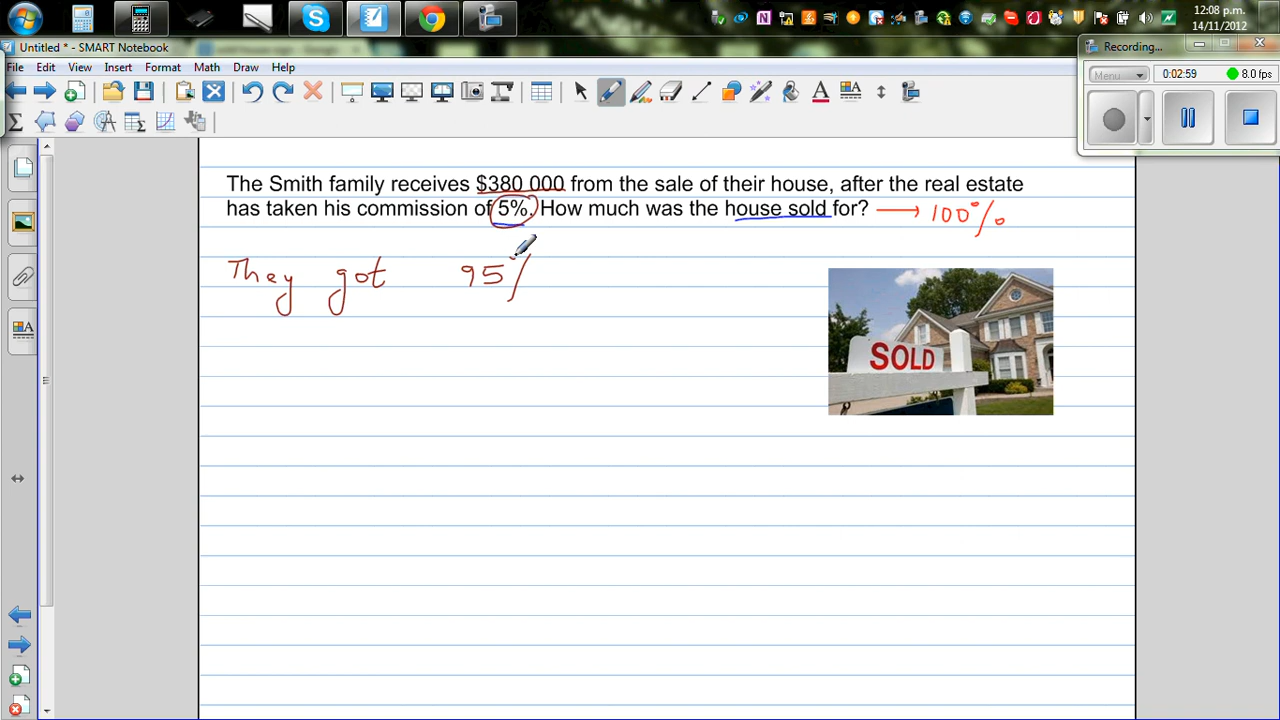 12:08 p.m.
14/11/2012
Untitled * - SMART Notebook
Recording...
File Edit View Insert Format Math Draw Help
Menu
0:02:59
8.0 fps
The Smith family receives $380 000 from the sale of their house, after the real estate
has taken his commission of 5%. How much was the house sold for? → 100%
They got 95%
SOLD